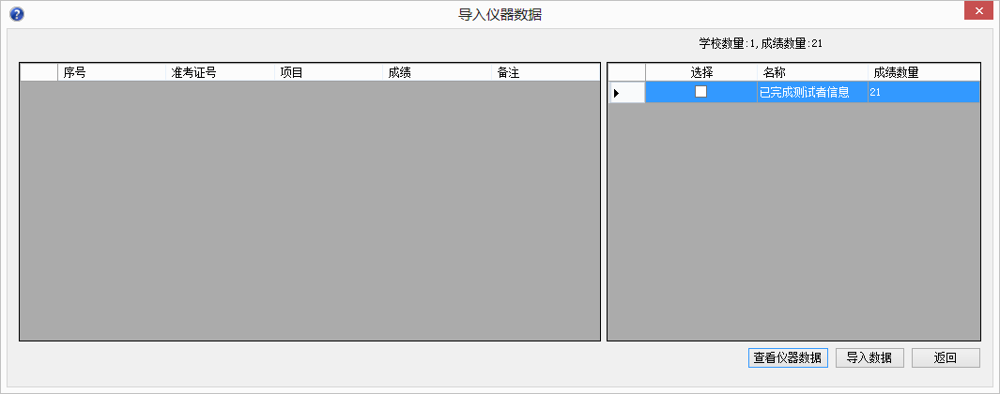 导入仪器数据
学校数量:1,成绩数量:21
序号 准考证号 项目 成绩 备注
选择 名称 成绩数量
已完成测试者信息 21
查看仪器数据 导入数据 返回